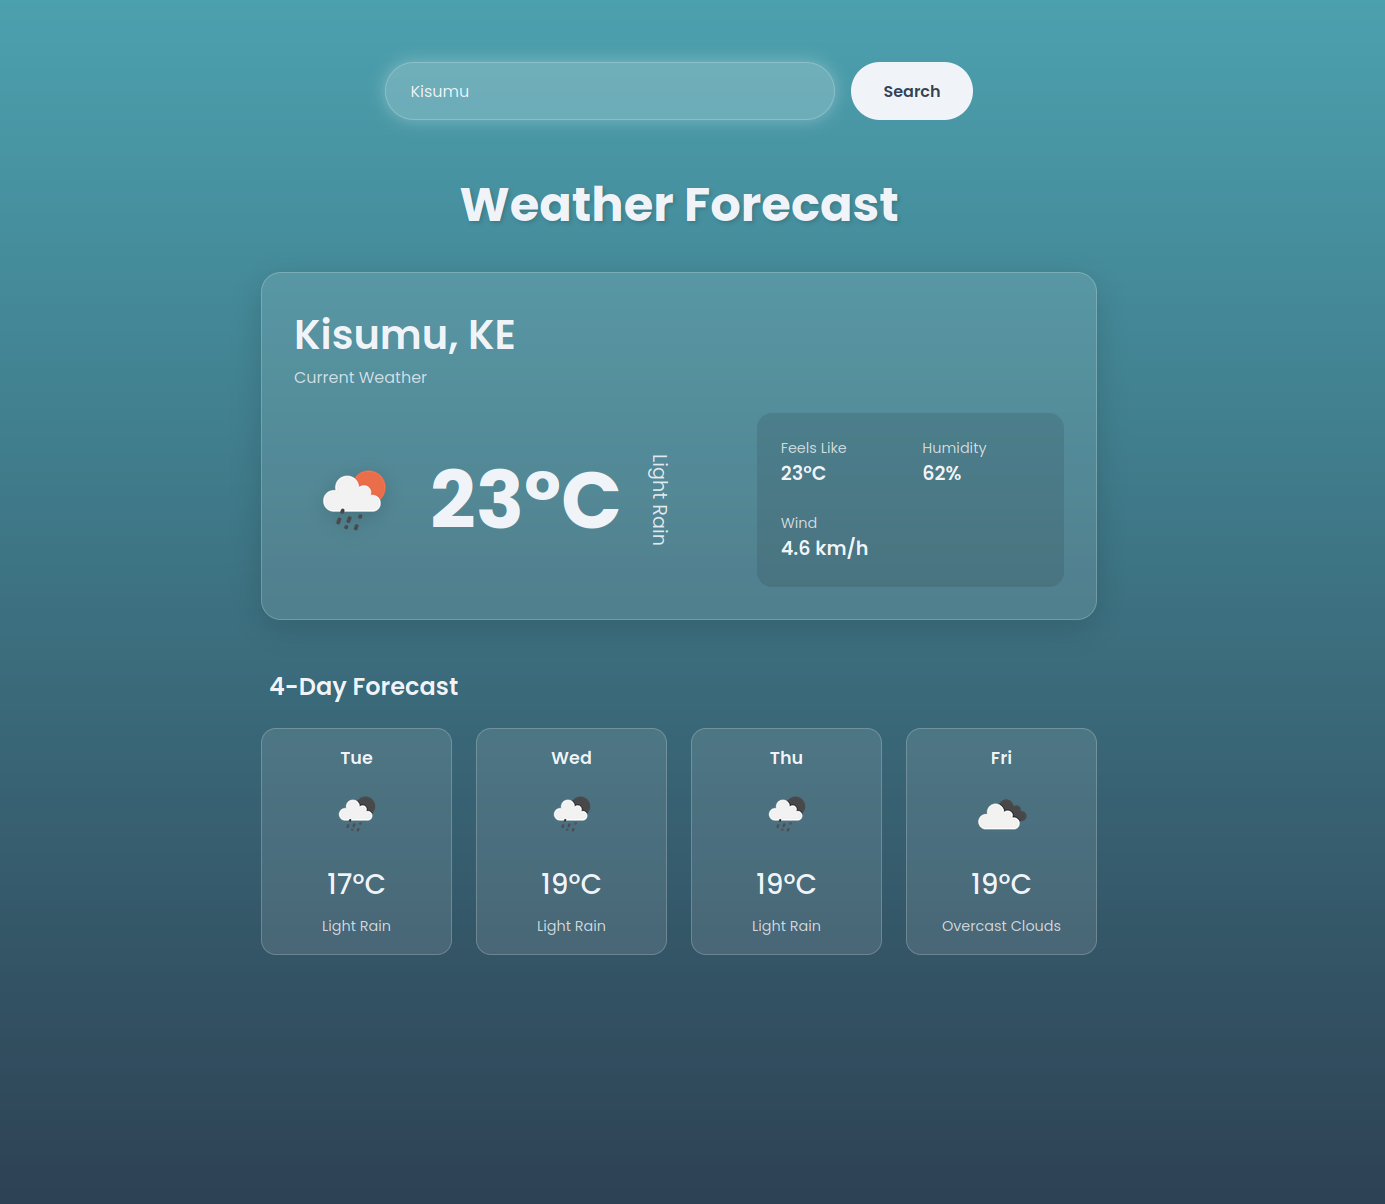 Kisumu
Search
Weather Forecast
Kisumu, KE
Current Weather
23°C
Light Rain
Feels Like
23°C
Humidity
62%
Wind
4.6 km/h
4-Day Forecast
Tue
17°C
Light Rain
Wed
19°C
Light Rain
Thu
19°C
Light Rain
Fri
19°C
Overcast Clouds